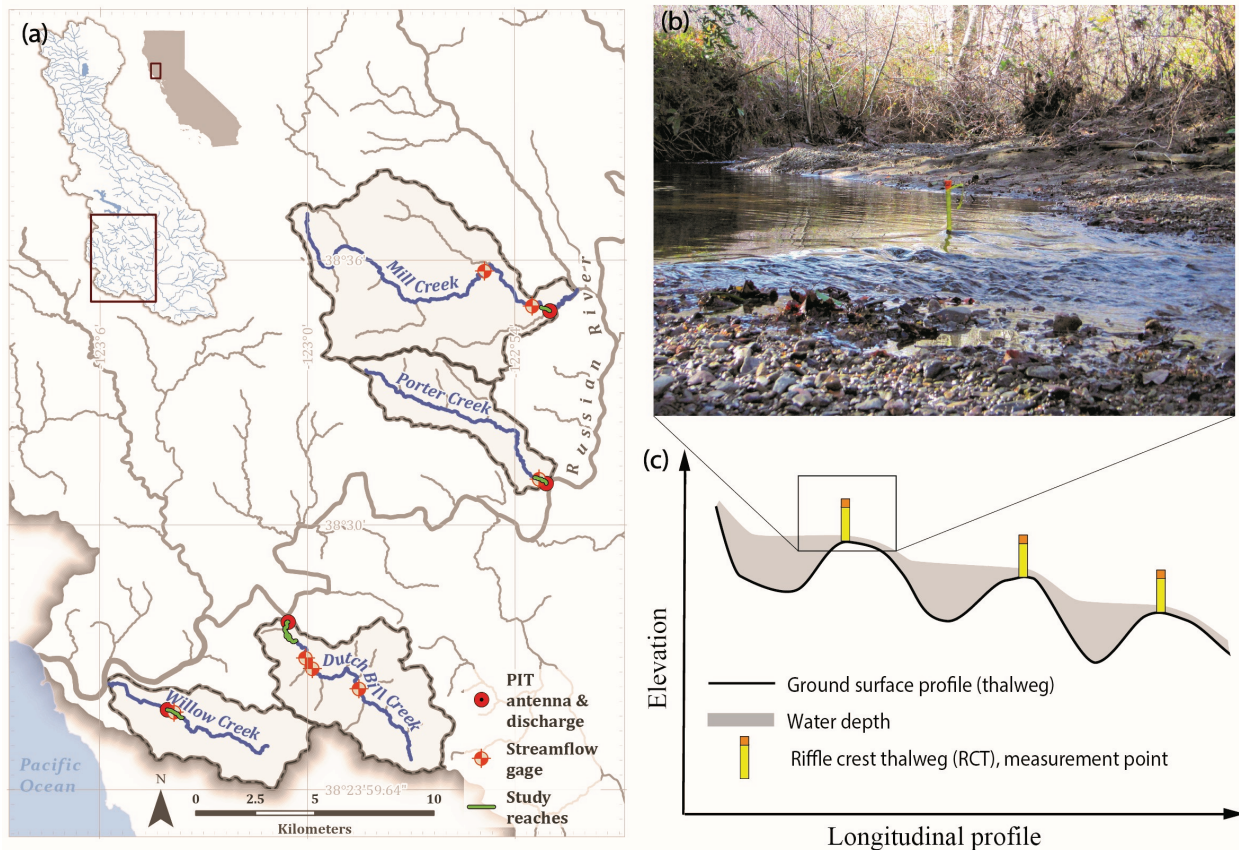 (a)
38°36'
Mill Creek
-123°6'
-123°0'
Porter Creek
Russian River
38°30'
Dutch Bill Creek
Willow Creek
Pacific
Ocean
N
38°23'59.64"
0 2.5 5 10
Kilometers
PIT
antenna &
discharge
Streamflow
gage
Study
reaches
(b)
(c)
Elevation
Ground surface profile (thalweg)
Water depth
Riffle crest thalweg (RCT), measurement point
Longitudinal profile